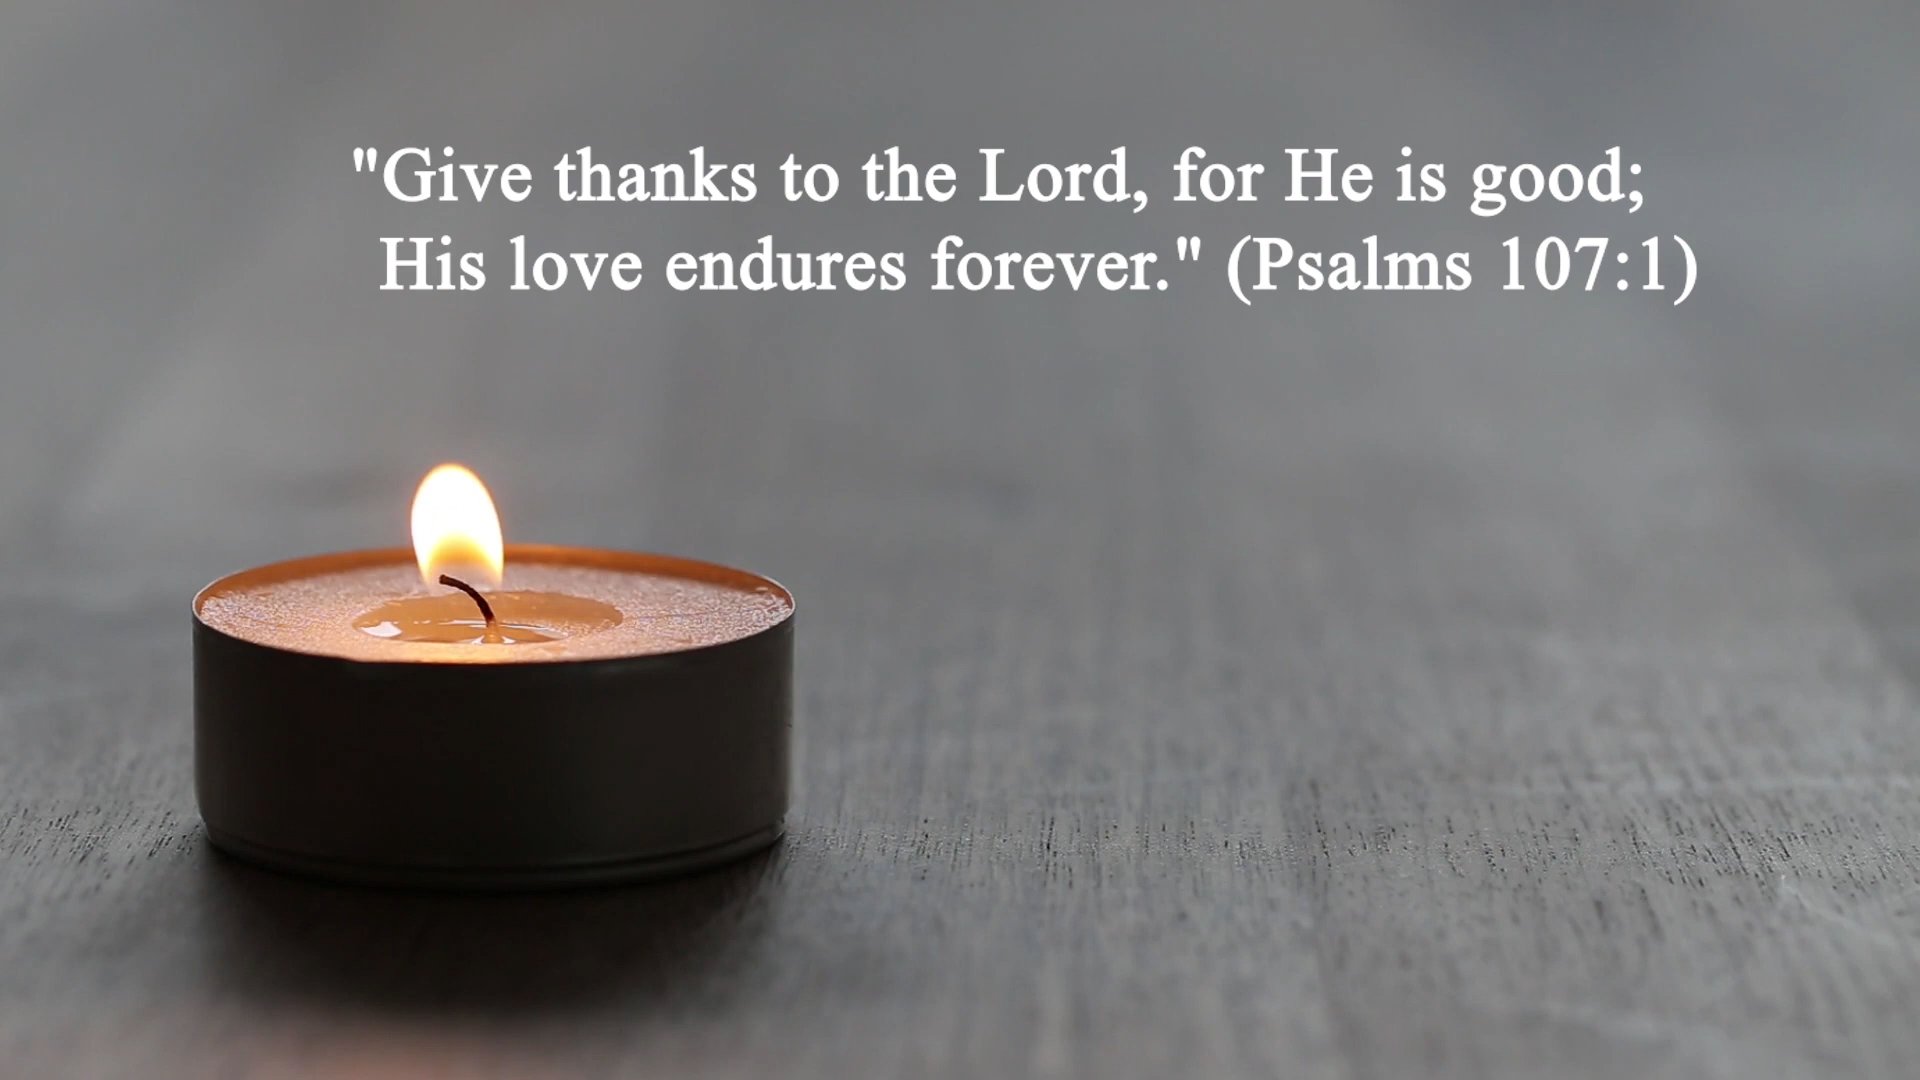 "Give thanks to the Lord, for He is good;
His love endures forever." (Psalms 107:1)